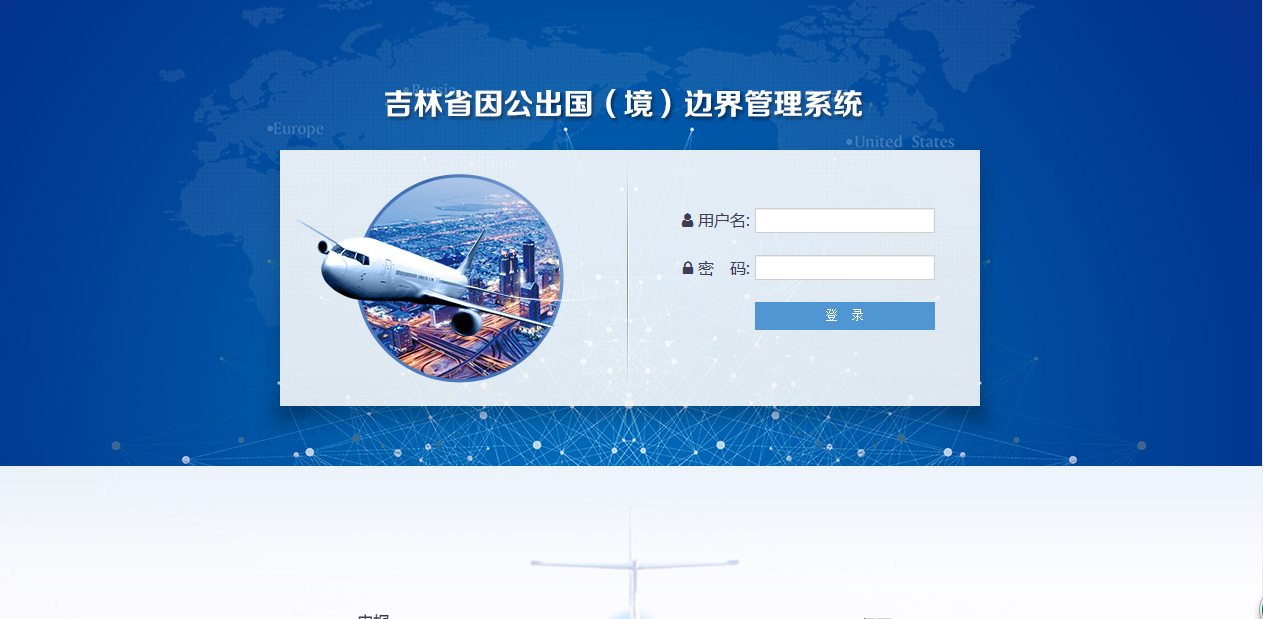 Russia
吉林省因公出国（境）边界管理系统
Europe
United States
用户名:
密 码:
登 录